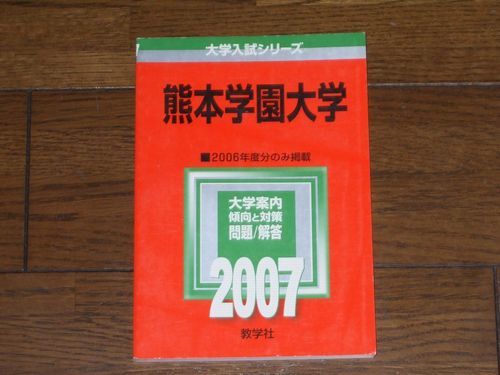 大学入試シリーズ
熊本学園大学
■2006年度分のみ掲載
大学案内
傾向と対策
問題/解答
2007
教学社